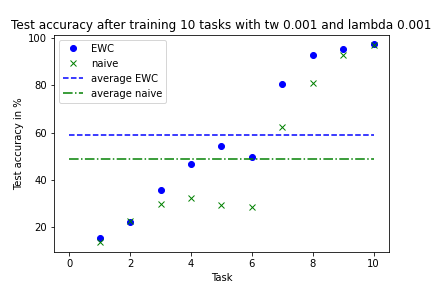 Test accuracy after training 10 tasks with tw 0.001 and lambda 0.001
100
80
60
40
20
Test accuracy in %
EWC
naive
average EWC
average naive
0 2 4 6 8 10
Task